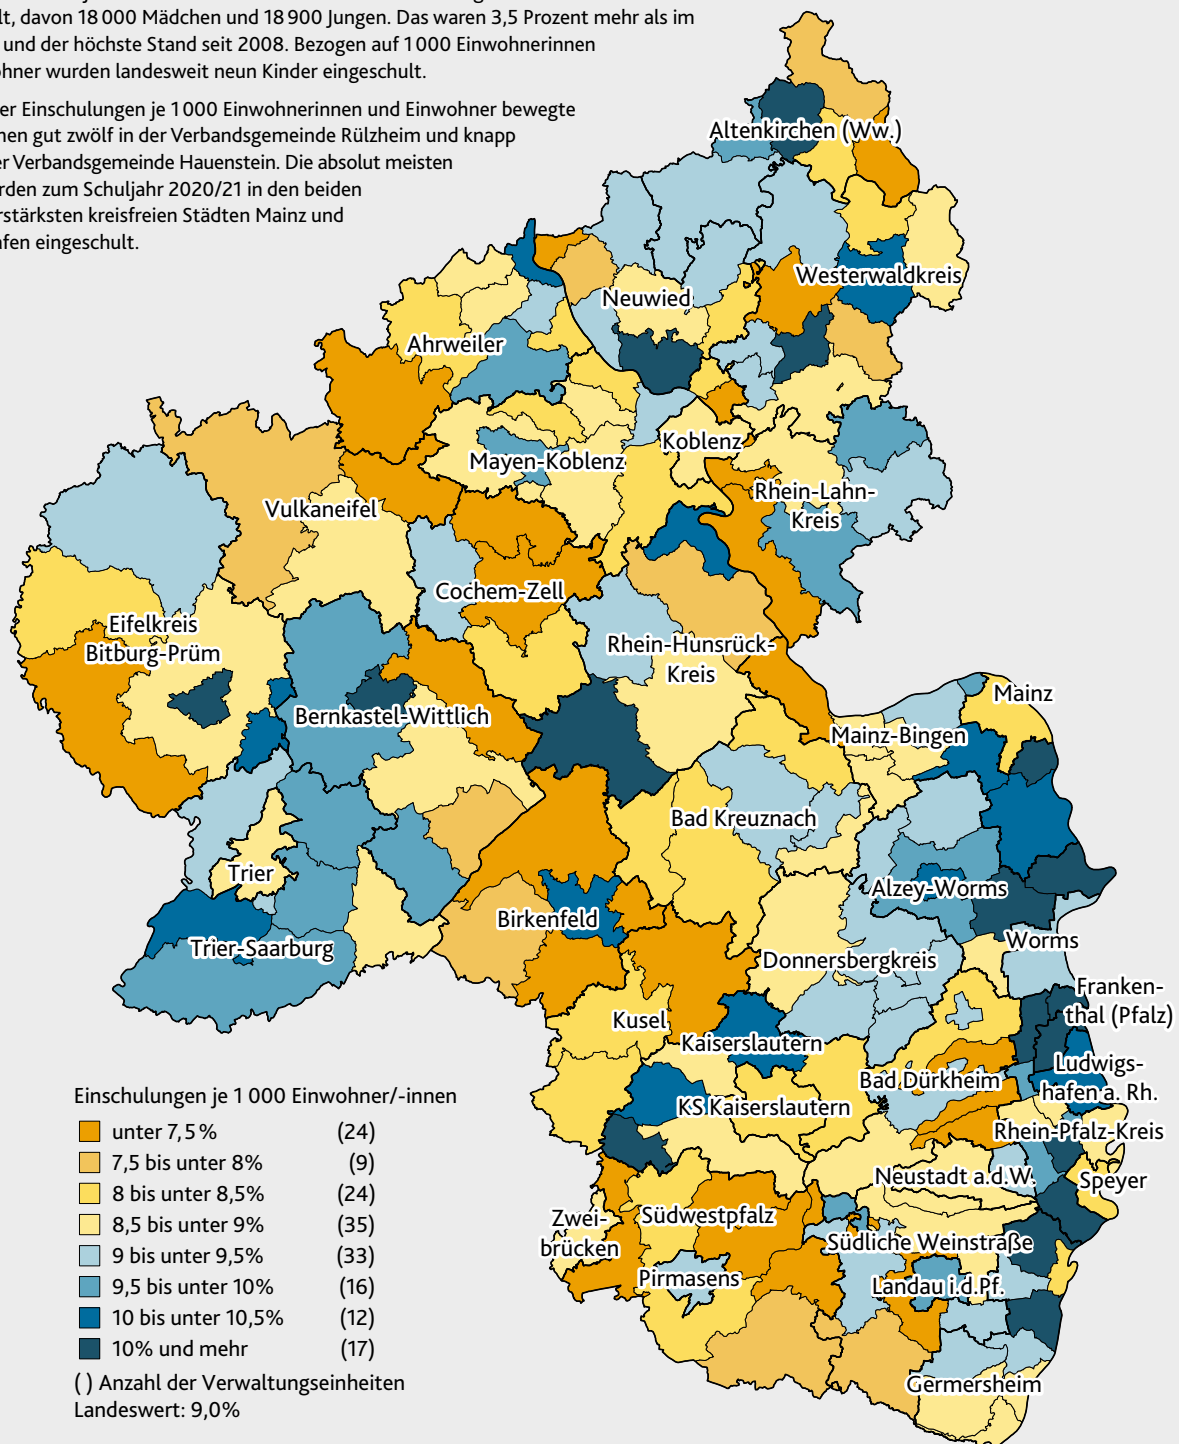 lt, davon 18 000 Mädchen und 18 900 Jungen. Das waren 3,5 Prozent mehr als im
und der höchste Stand seit 2008. Bezogen auf 1 000 Einwohnerinnen
ohner wurden landesweit neun Kinder eingeschult.
er Einschulungen je 1 000 Einwohnerinnen und Einwohner bewegte
hen gut zwölf in der Verbandsgemeinde Rülzheim und knapp
er Verbandsgemeinde Hauenstein. Die absolut meisten
rden zum Schuljahr 2020/21 in den beiden
rstärksten kreisfreien Städten Mainz und
afen eingeschult.
Altenkirchen (Ww.)
Westerwaldkreis
Neuwied
Ahrweiler
Koblenz
Mayen-Koblenz
Rhein-Lahn-
Kreis
Vulkaneifel
Cochem-Zell
Eifelkreis
Bitburg-Prüm
Rhein-Hunsrück-
Kreis
Mainz
Bernkastel-Wittlich
Mainz-Bingen
Bad Kreuznach
Trier
Alzey-Worms
Birkenfeld
Trier-Saarburg
Worms
Donnersbergkreis
Franken-
thal (Pfalz)
Kusel
Kaiserslautern
Ludwigs-
hafen a. Rh.
Bad Dürkheim
KS Kaiserslautern
Rhein-Pfalz-Kreis
Neustadt a.d.W.
Speyer
Südwestpfalz
Zwei-
brücken
Südliche Weinstraße
Pirmasens
Landau i.d.Pf.
Germersheim
Einschulungen je 1 000 Einwohner/-innen
unter 7,5 % (24)
7,5 bis unter 8% (9)
8 bis unter 8,5% (24)
8,5 bis unter 9% (35)
9 bis unter 9,5% (33)
9,5 bis unter 10% (16)
10 bis unter 10,5% (12)
10% und mehr (17)
( ) Anzahl der Verwaltungseinheiten
Landeswert: 9,0%